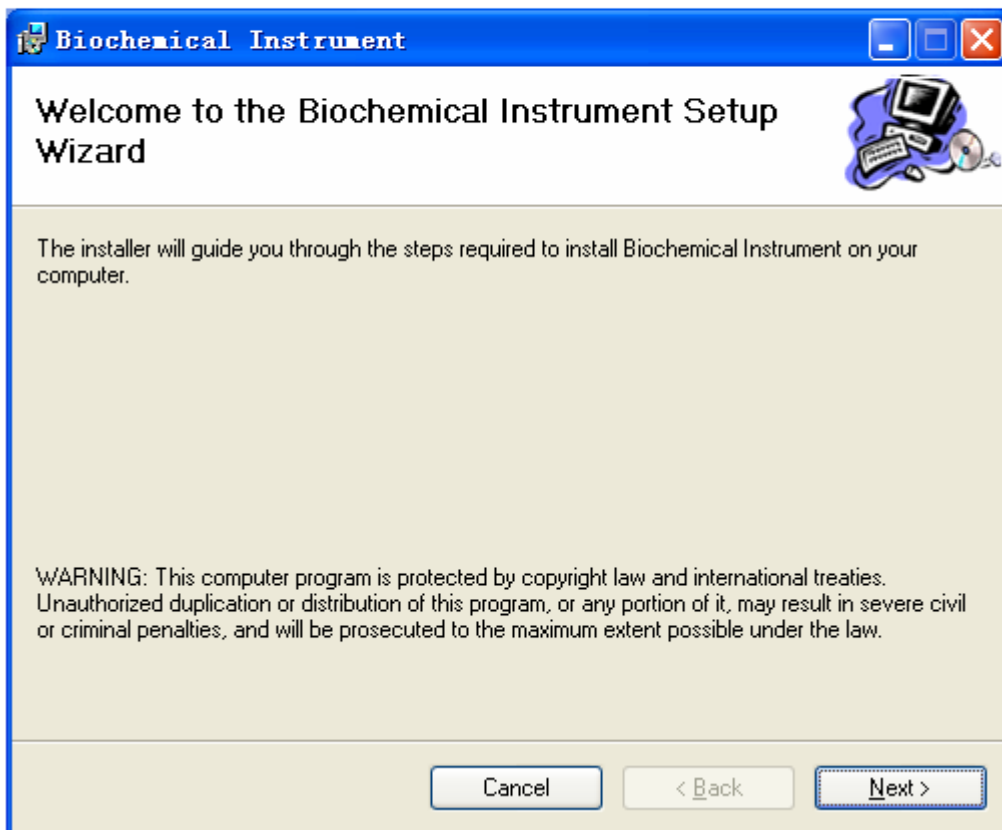 Biochemical Instrument
Welcome to the Biochemical Instrument Setup
Wizard
The installer will guide you through the steps required to install Biochemical Instrument on your
computer.
WARNING: This computer program is protected by copyright law and international treaties.
Unauthorized duplication or distribution of this program, or any portion of it, may result in severe civil
or criminal penalties, and will be prosecuted to the maximum extent possible under the law.
Cancel
< Back
Next >